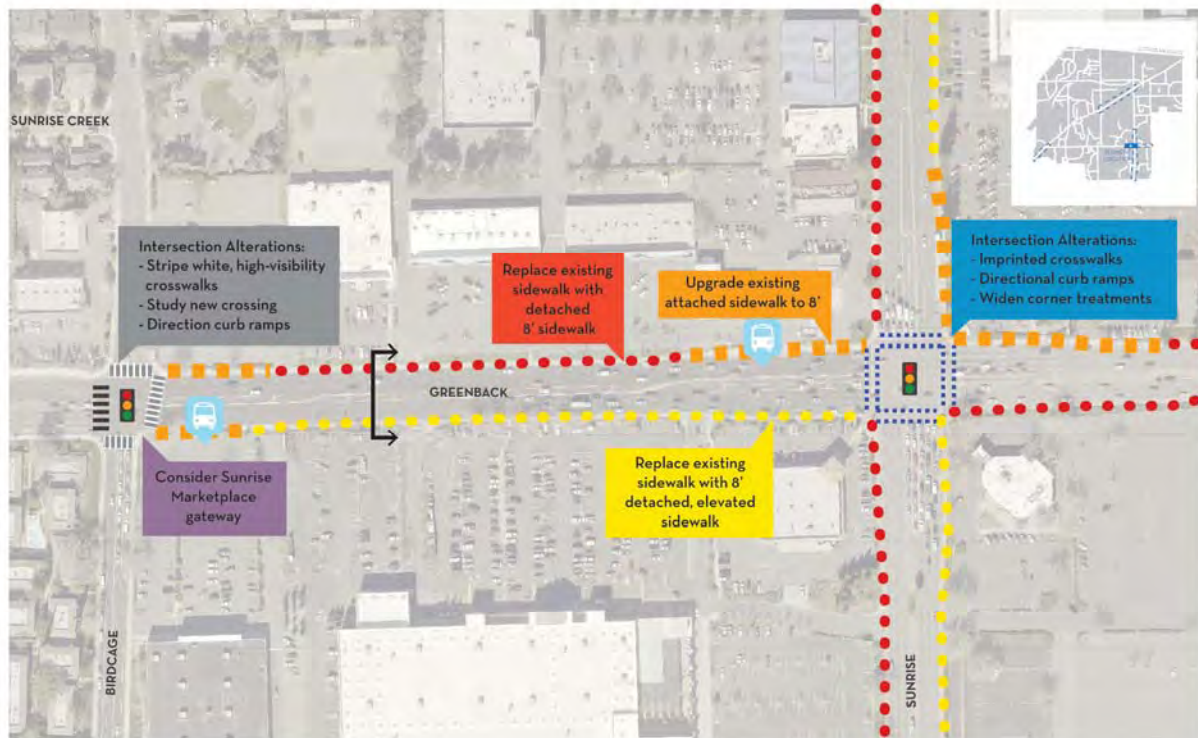 SUNRISE CREEK
Intersection Alterations:
- Stripe white, high-visibility
crosswalks
- Study new crossing
- Direction curb ramps
Replace existing
sidewalk with
detached
8' sidewalk
Upgrade existing
attached sidewalk to 8'
Intersection Alterations:
- Imprinted crosswalks
- Directional curb ramps
- Widen corner treatments
GREENBACK
Consider Sunrise
Marketplace
gateway
Replace existing
sidewalk with 8'
detached, elevated
sidewalk
BIRDCAGE
SUNRISE